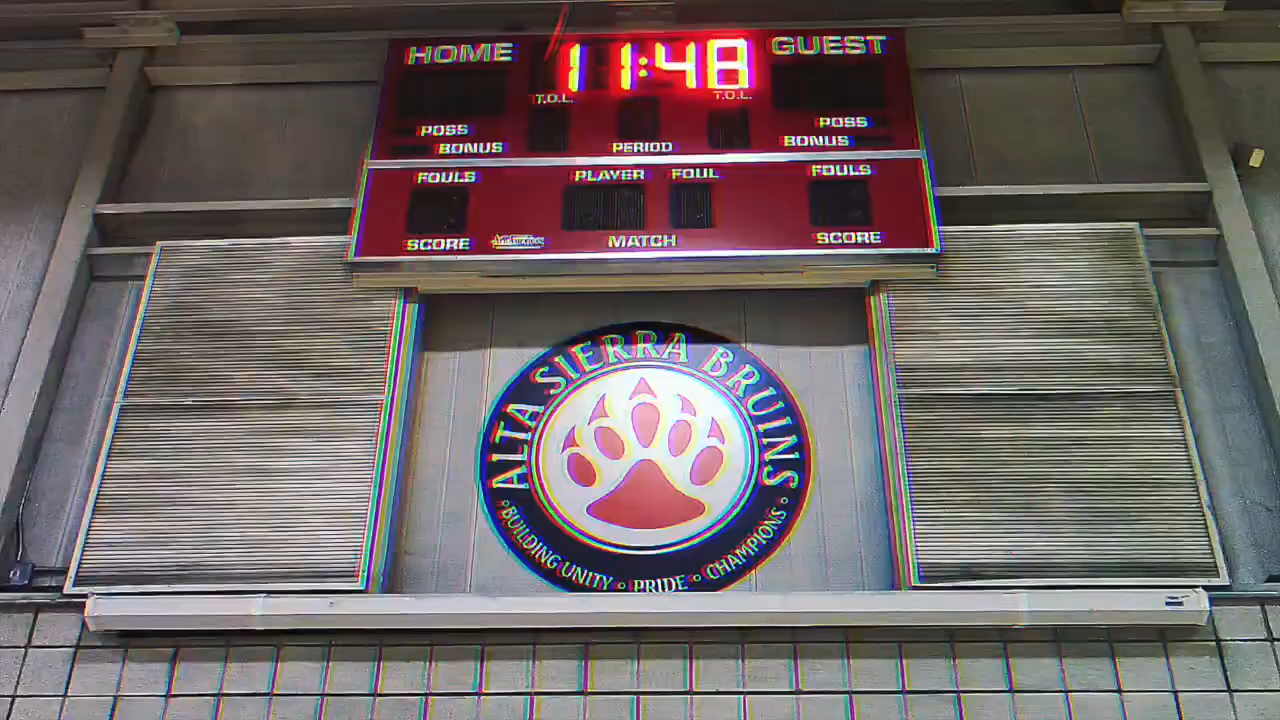 HOME 11:48 GUEST
T.O.L. T.O.L.
POSS POSS
BONUS PERIOD BONUS
FOULS PLAYER FOUL FOULS
SCORE MATCH SCORE
ALTA SIERRA BRUINS
BUILDING UNITY ∘ PRIDE ∘ CHAMPIONS